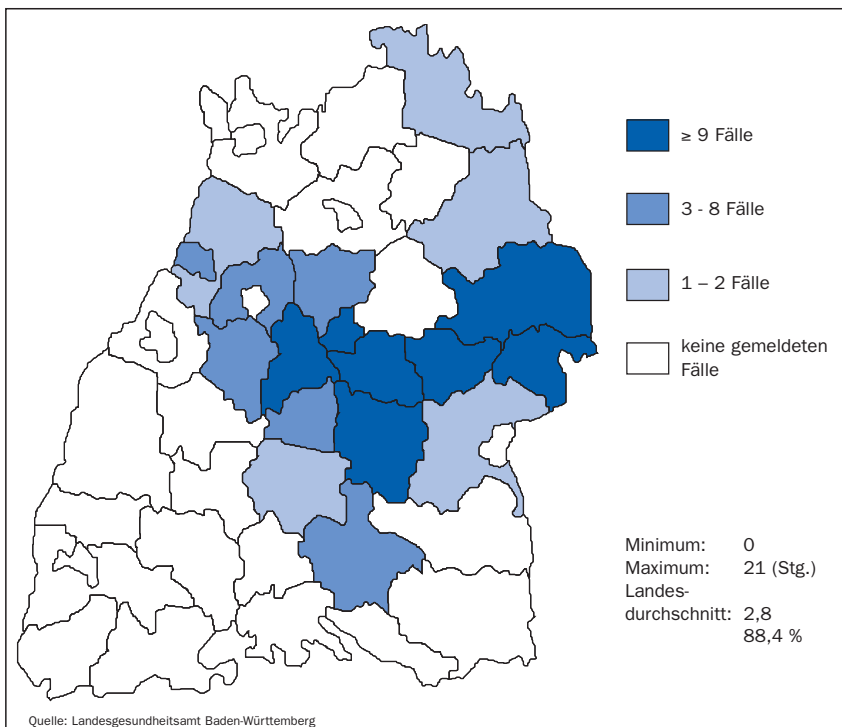 ≥ 9 Fälle
3 - 8 Fälle
1 – 2 Fälle
keine gemeldeten
Fälle
Minimum: 0
Maximum: 21 (Stg.)
Landes-
durchschnitt: 2,8
88,4 %
Quelle: Landesgesundheitsamt Baden-Württemberg